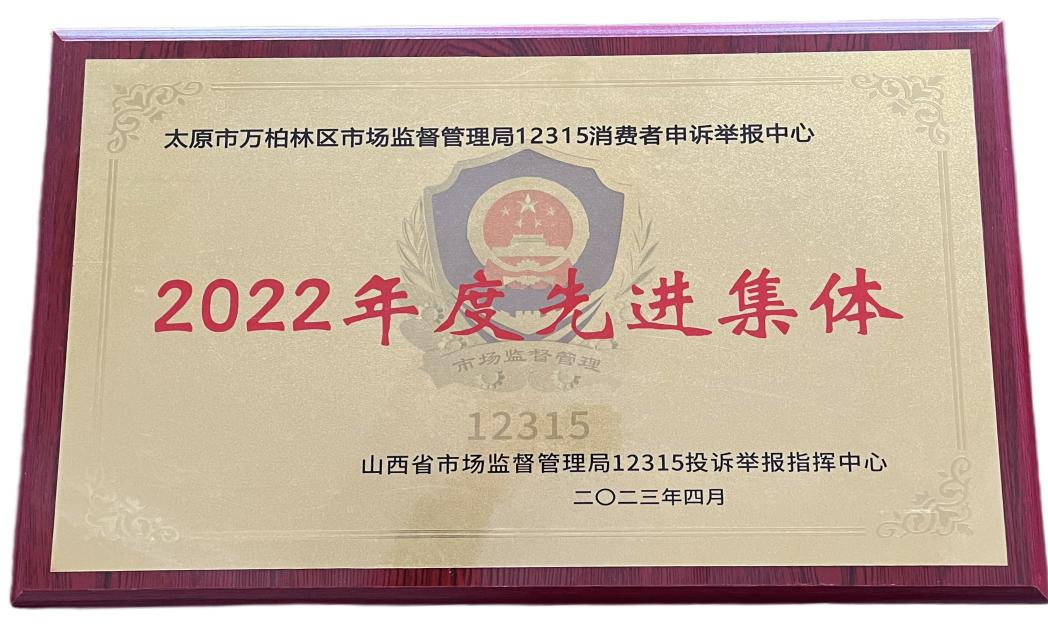 太原市万柏林区市场监督管理局12315消费者申诉举报中心
2022年度先进集体
市场监督管理
12315
山西省市场监督管理局12315投诉举报指挥中心
二〇二三年四月